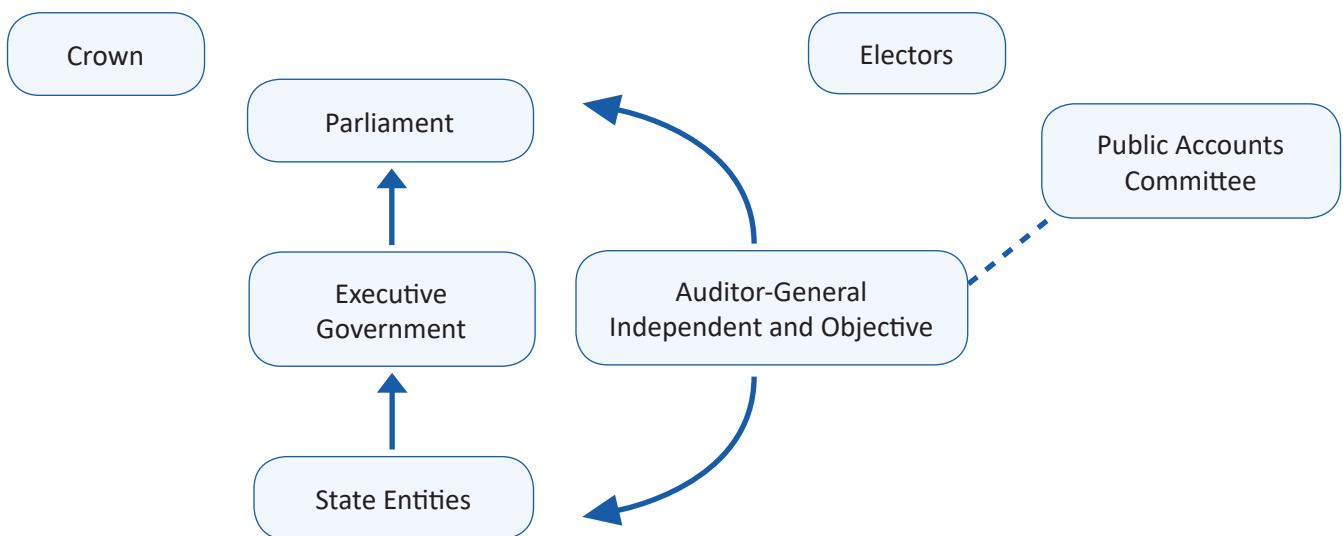 Crown
Electors
Parliament
Public Accounts
Committee
Executive
Government
Auditor-General
Independent and Objective
State Entities